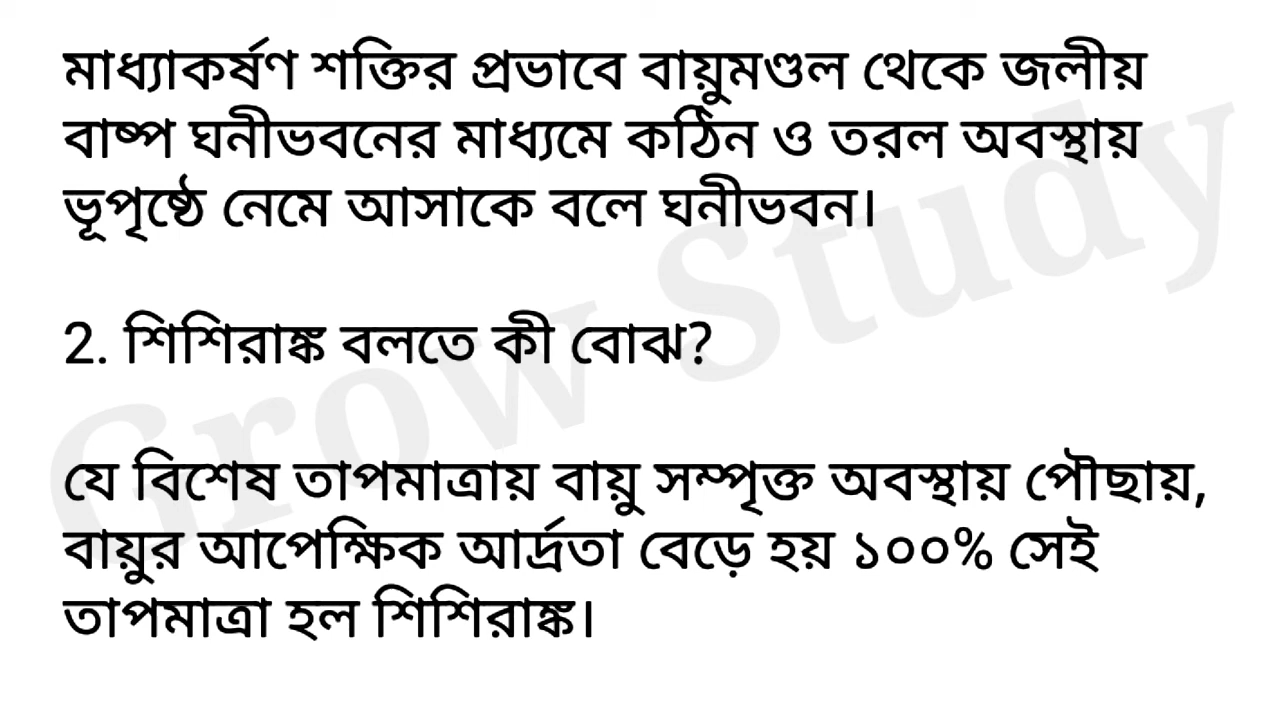 মাধ্যাকর্ষণ শক্তির প্রভাবে বায়ুমণ্ডল থেকে জলীয়
বাষ্প ঘনীভবনের মাধ্যমে কঠিন ও তরল অবস্থায়
ভূপৃষ্ঠে নেমে আসাকে বলে ঘনীভবন।
2. শিশিরাঙ্ক বলতে কী বোঝ?
যে বিশেষ তাপমাত্রায় বায়ু সম্পৃক্ত অবস্থায় পৌছায়,
বায়ুর আপেক্ষিক আর্দ্রতা বেড়ে হয় ১০০% সেই
তাপমাত্রা হল শিশিরাঙ্ক।
Grow Study